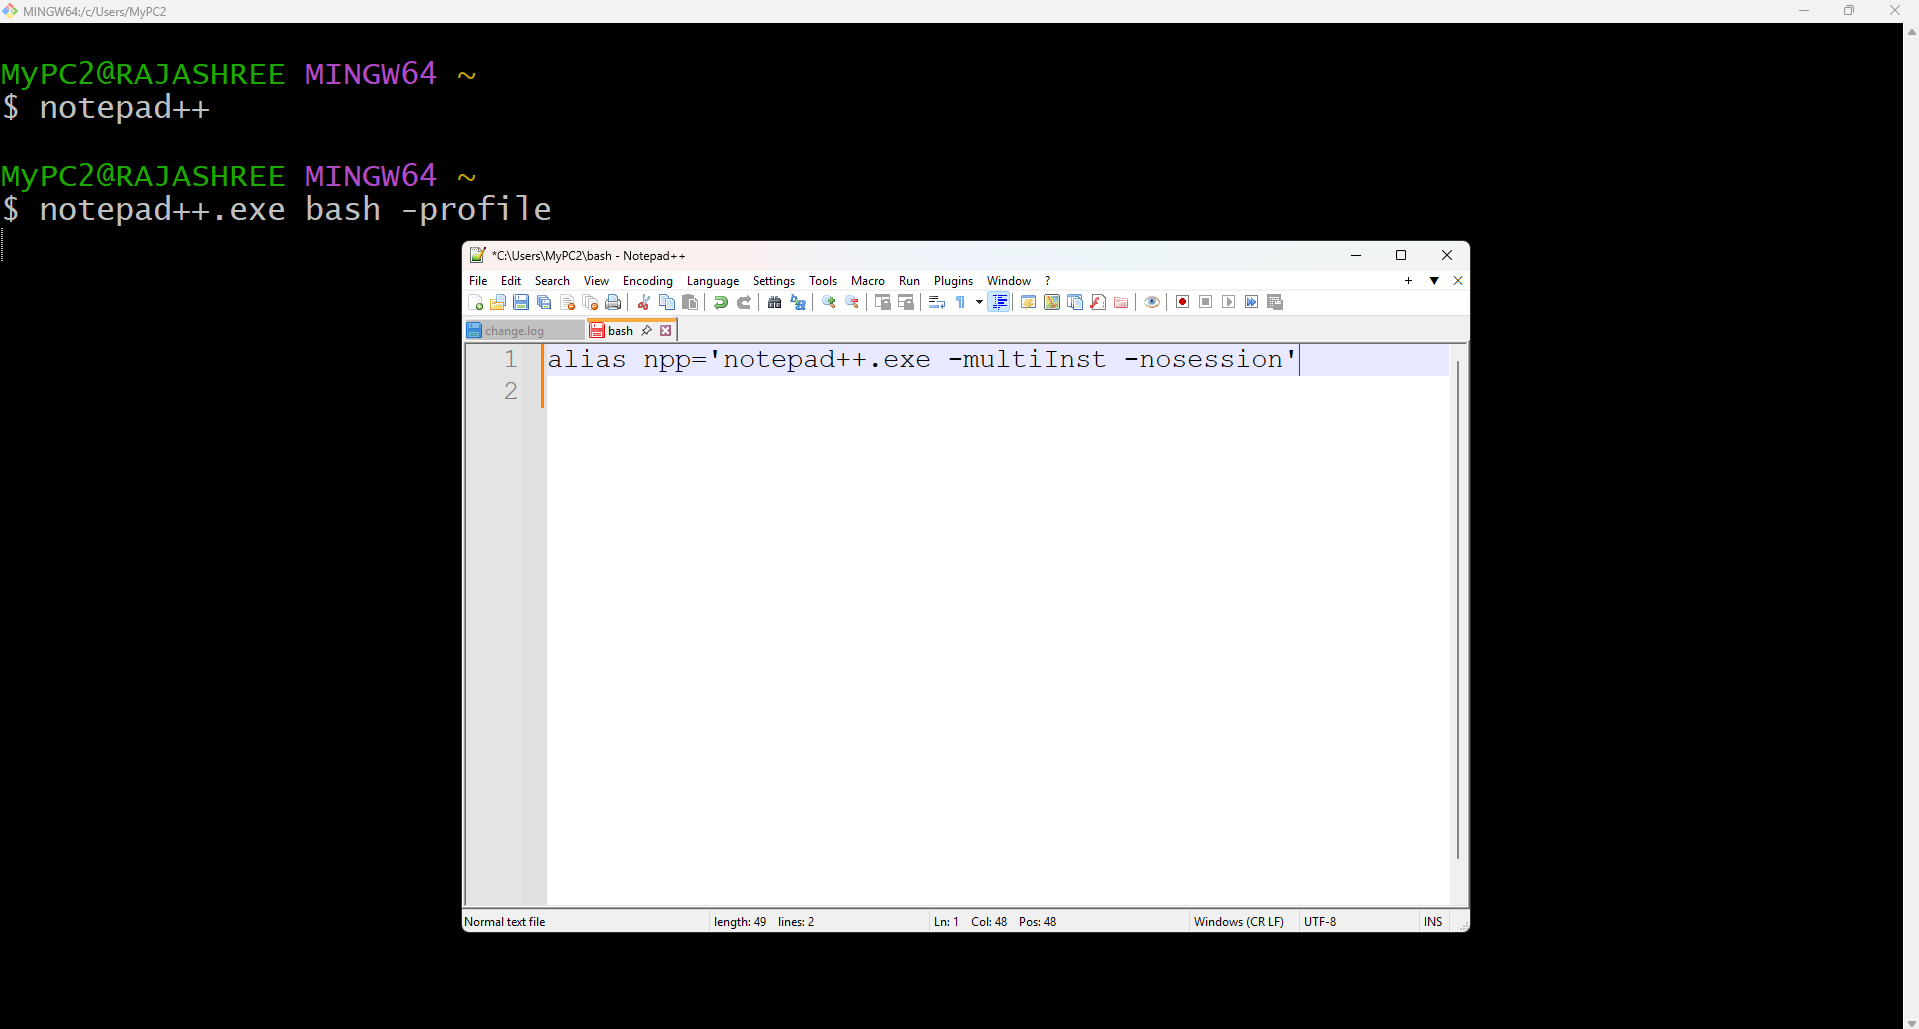 MINGW64:/c/Users/MyPC2
MyPC2@RAJASHREE MINGW64 ~
$ notepad++
MyPC2@RAJASHREE MINGW64 ~
$ notepad++.exe bash -profile
*C:\Users\MyPC2\bash - Notepad++
File Edit Search View Encoding Language Settings Tools Macro Run Plugins Window ?
change.log bash
1 alias npp='notepad++.exe -multiInst -nosession'
2
Normal text file length: 49 lines: 2 Ln: 1 Col: 48 Pos: 48 Windows (CR LF) UTF-8 INS